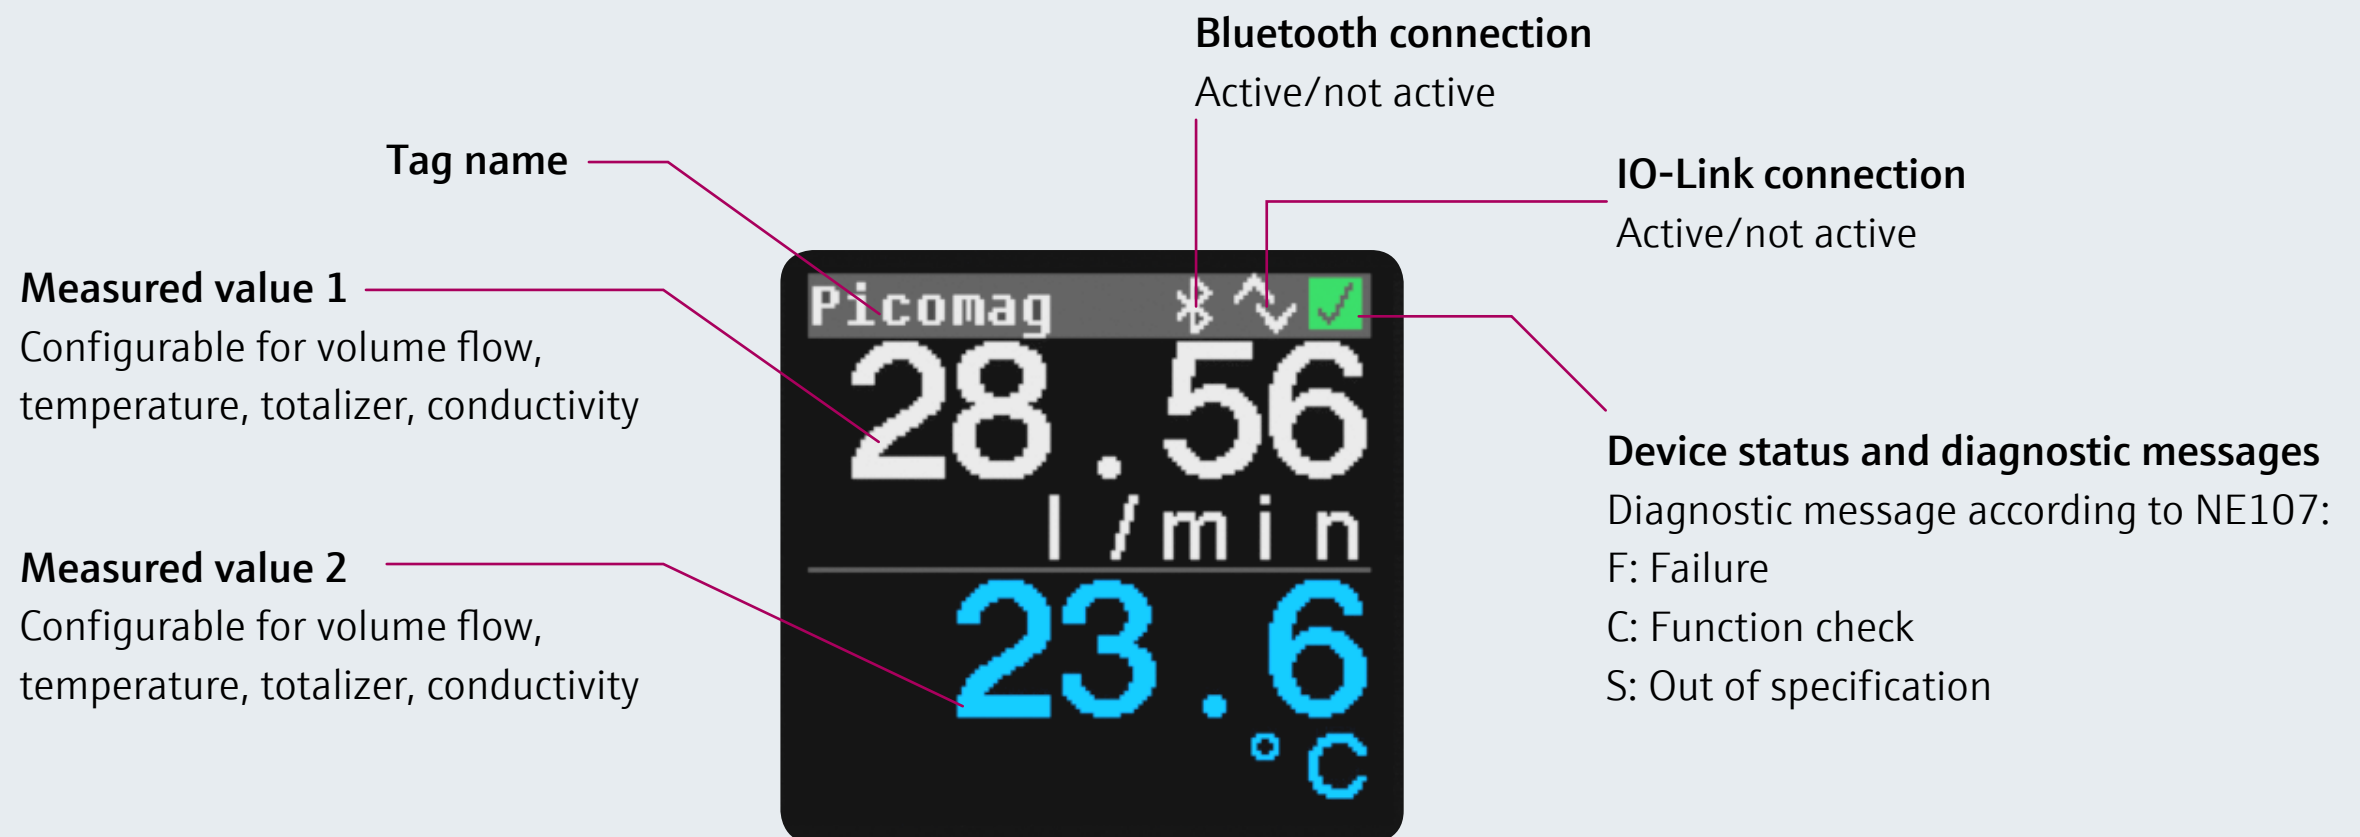 Bluetooth connection
Active/not active
Tag name
IO-Link connection
Active/not active
Measured value 1
Configurable for volume flow,
temperature, totalizer, conductivity
Picomag
28.56
l/min
23.6
°C
Measured value 2
Configurable for volume flow,
temperature, totalizer, conductivity
Device status and diagnostic messages
Diagnostic message according to NE107:
F: Failure
C: Function check
S: Out of specification